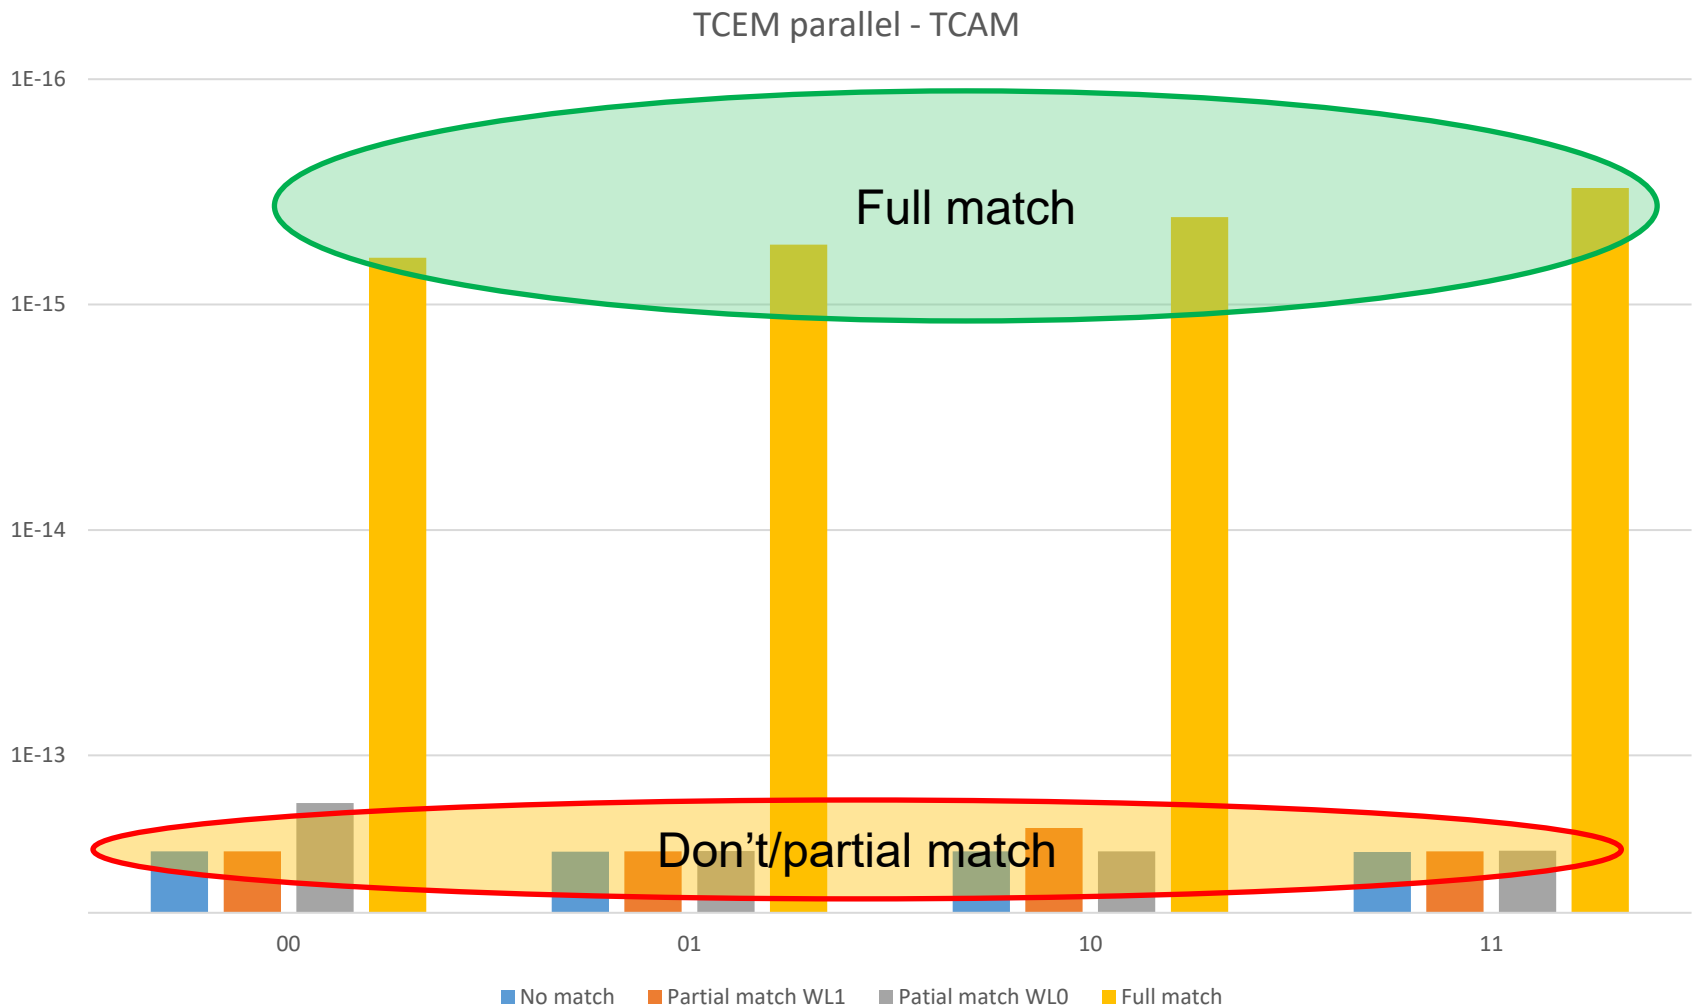 TCEM parallel - TCAM
1E-16
Full match
1E-15
1E-14
1E-13
Don't/partial match
00 01 10 11
No match Partial match WL1 Patial match WL0 Full match